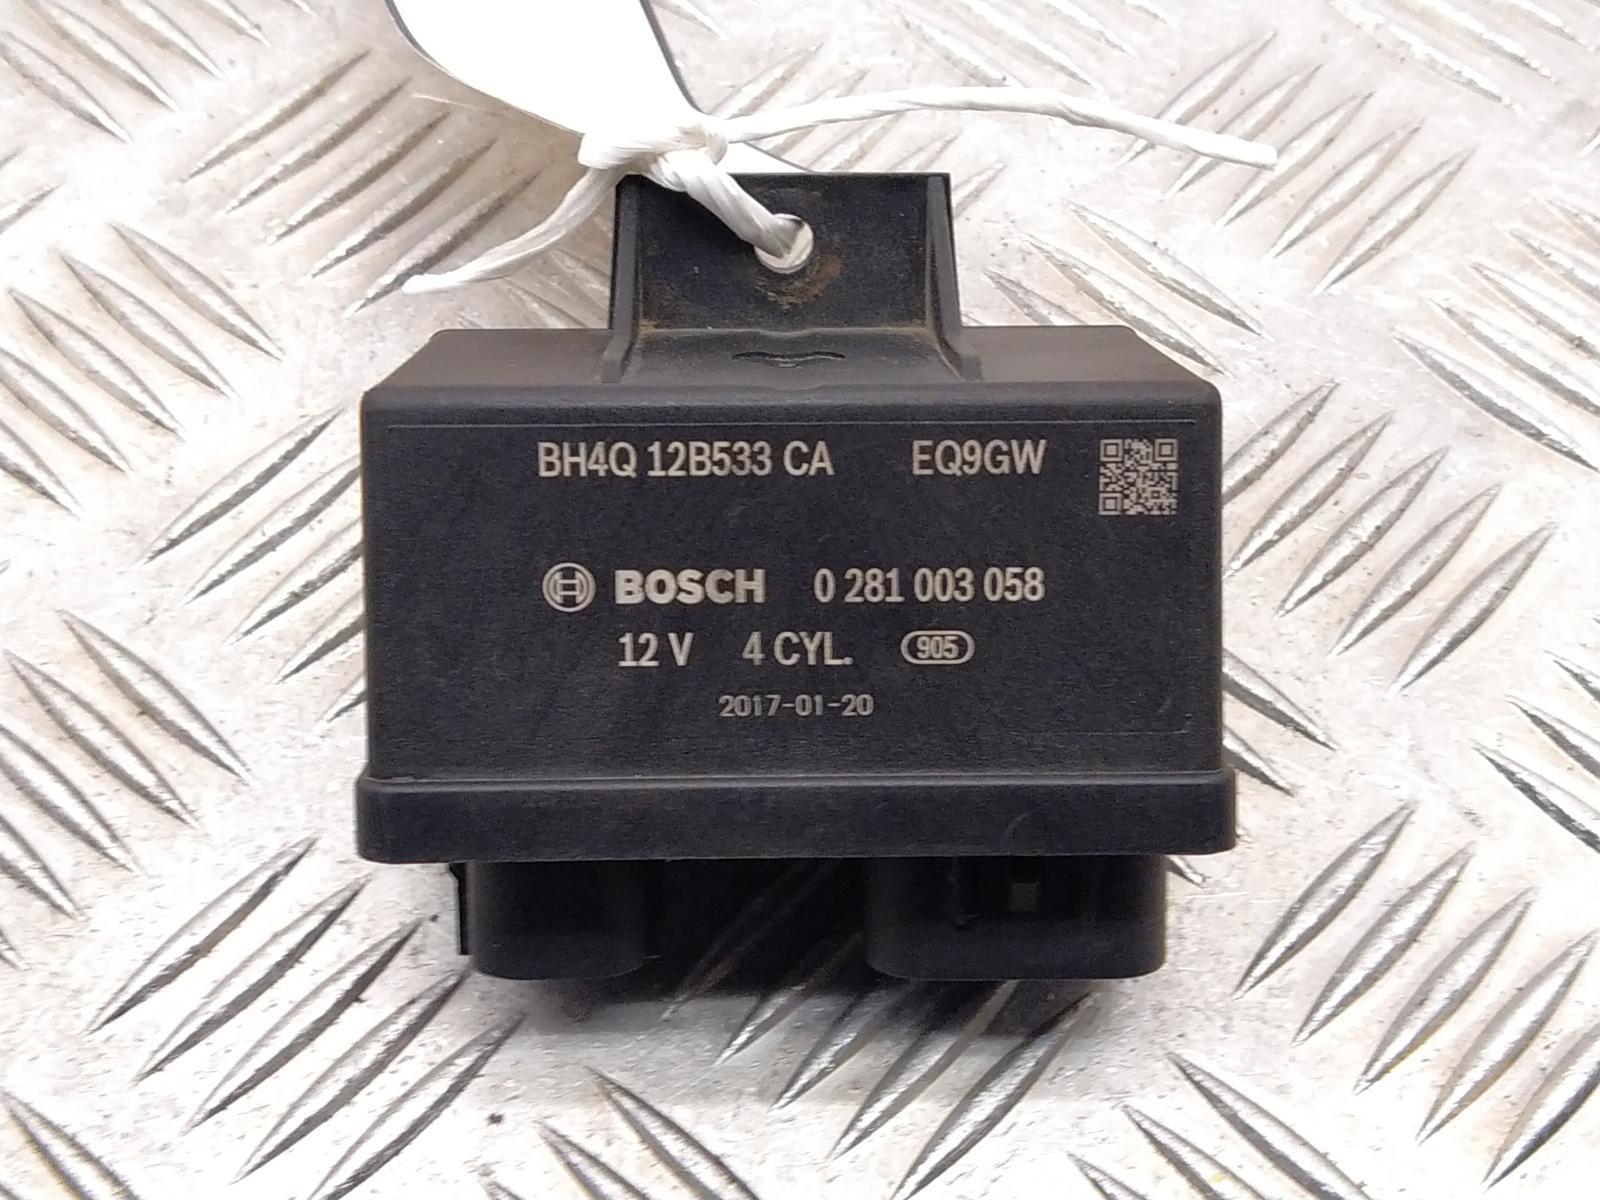 BH4Q 12B533 CA EQ9GW
BOSCH 0 281 003 058
12 V 4 CYL. 905
2017-01-20